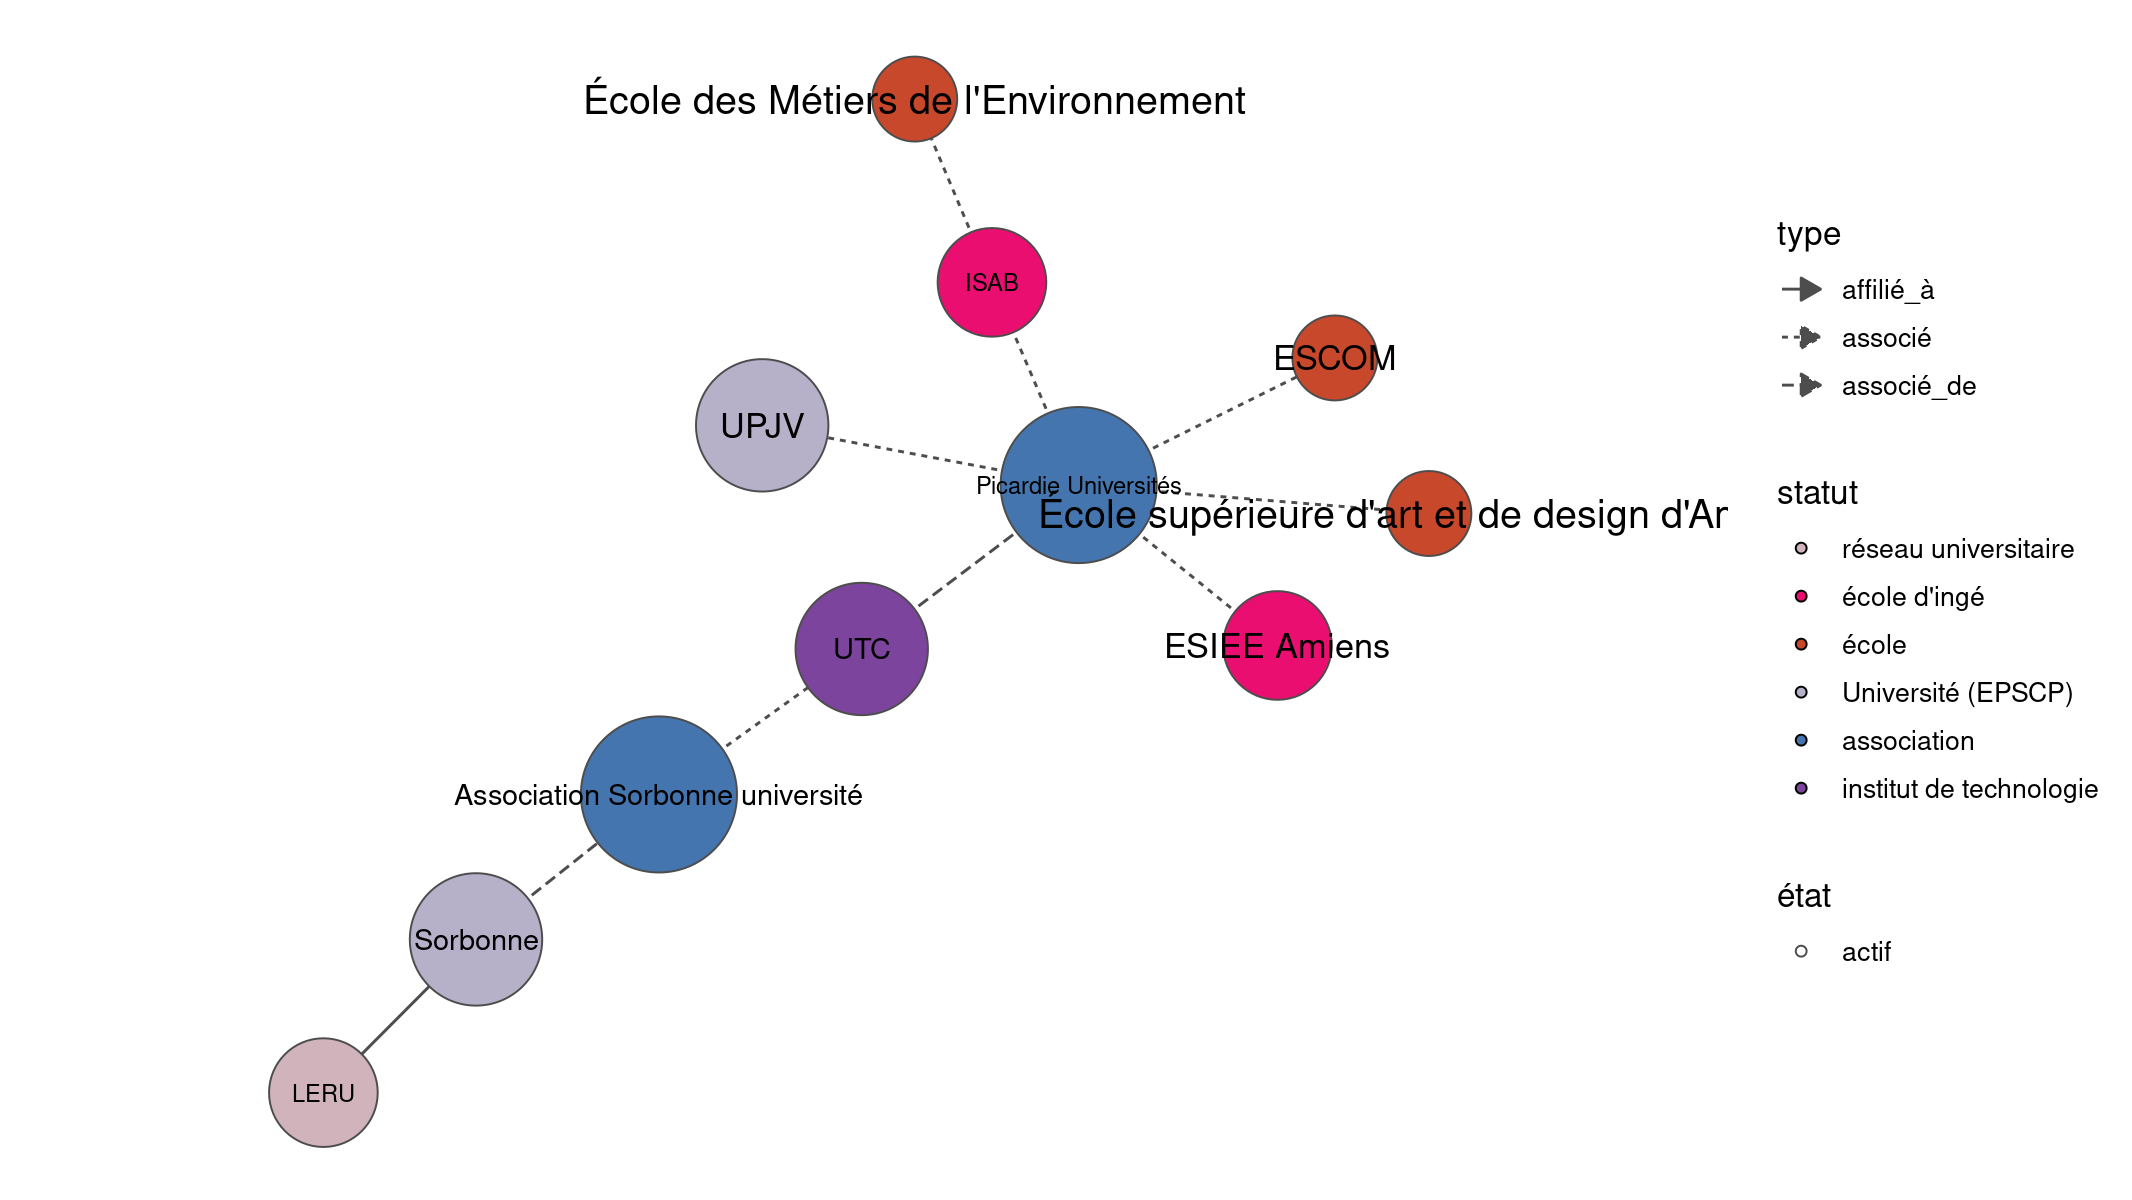 École des Métiers de l'Environnement
ISAB
ESCOM
UPJV
Picardie Universités
École supérieure d'art et de design d'Ar
UTC
ESIEE Amiens
Association Sorbonne université
Sorbonne
LERU
type
affilié_à
associé
associé_de
statut
réseau universitaire
école d'ingé
école
Université (EPSCP)
association
institut de technologie
état
actif